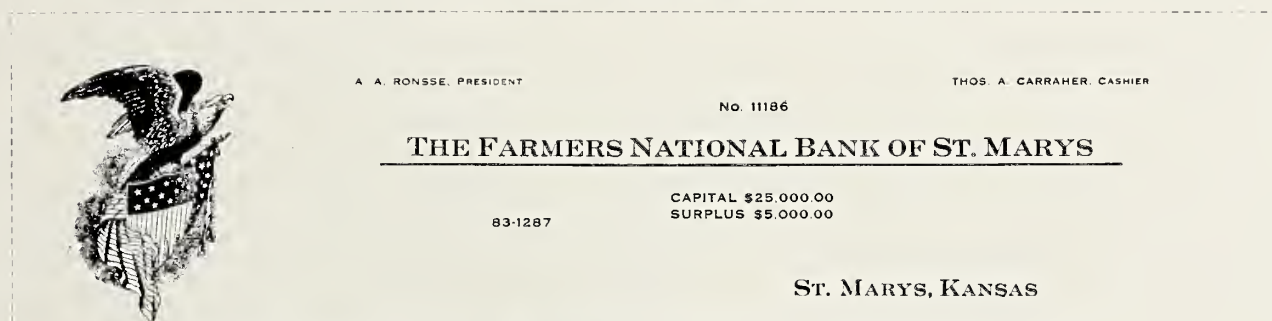 A. A. RONSSE, PRESIDENT
THOS. A. CARRAHER, CASHIER
No. 11186
THE FARMERS NATIONAL BANK OF ST. MARYS
CAPITAL $25,000.00
SURPLUS $5,000.00
83-1287
ST. MARYS, KANSAS